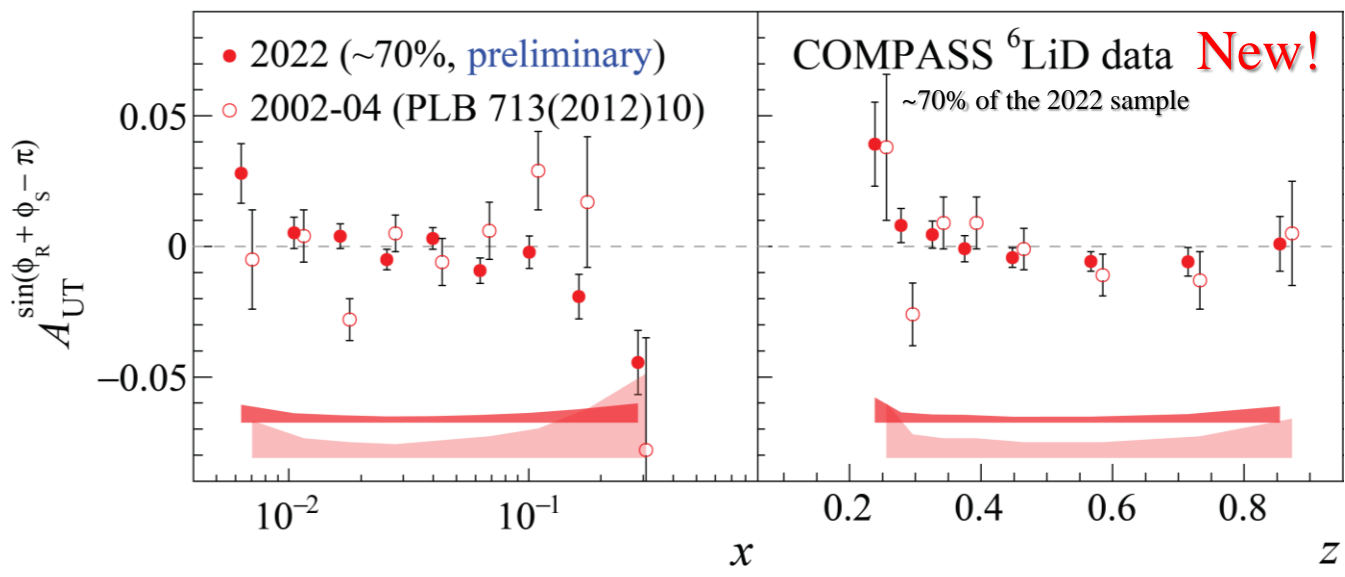 2022 (~70%, preliminary)
2002-04 (PLB 713(2012)10)
COMPASS ⁶LiD data New!
~70% of the 2022 sample
A_UT^sin(ϕ_R + ϕ_S − π)
0.05
0
−0.05
10⁻²
10⁻¹
x
0.2
0.4
0.6
0.8
z